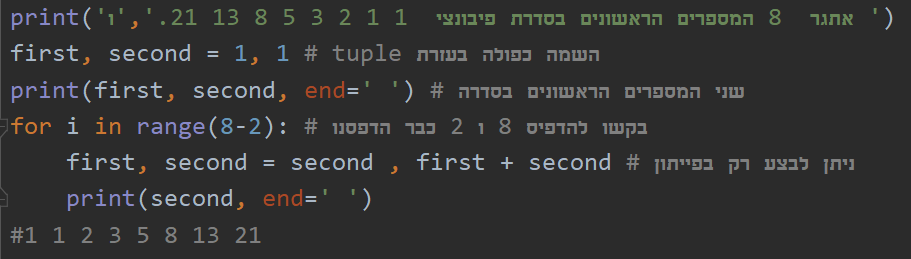 print('אתגר  8 המספרים הראשונים בסדרת פיבונצי  1 1 2 3 5 8 13 21.','ו ')
first, second = 1, 1 # tuple השמה כפולה בעזרת
print(first, second, end=' ') # שני המספרים הראשונים בסדרה
for i in range(8-2): # בקשו להדפיס 8 ו 2 כבר הדפסנו
    first, second = second , first + second # ניתן לבצע רק בפייתון
    print(second, end=' ')
#1 1 2 3 5 8 13 21